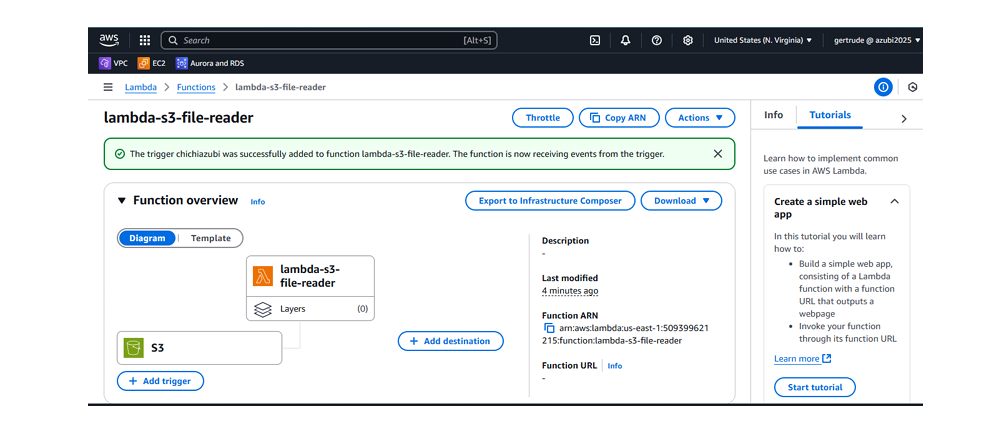 aws
Search
[Alt+S]
United States (N. Virginia)
gertrude @ azubi2025
VPC
EC2
Aurora and RDS
Lambda
Functions
lambda-s3-file-reader
lambda-s3-file-reader
Throttle
Copy ARN
Actions
The trigger chichiazubi was successfully added to function lambda-s3-file-reader. The function is now receiving events from the trigger.
Function overview
Info
Export to Infrastructure Composer
Download
Diagram
Template
lambda-s3-
file-reader
Layers
(0)
S3
Add trigger
Add destination
Description
-
Last modified
4 minutes ago
Function ARN
arn:aws:lambda:us-east-1:509399621
215:function:lambda-s3-file-reader
Function URL
Info
-
Info
Tutorials
Learn how to implement common
use cases in AWS Lambda.
Create a simple web
app
In this tutorial you will learn
how to:
• Build a simple web app,
consisting of a Lambda
function with a function
URL that outputs a
webpage
• Invoke your function
through its function URL
Learn more
Start tutorial